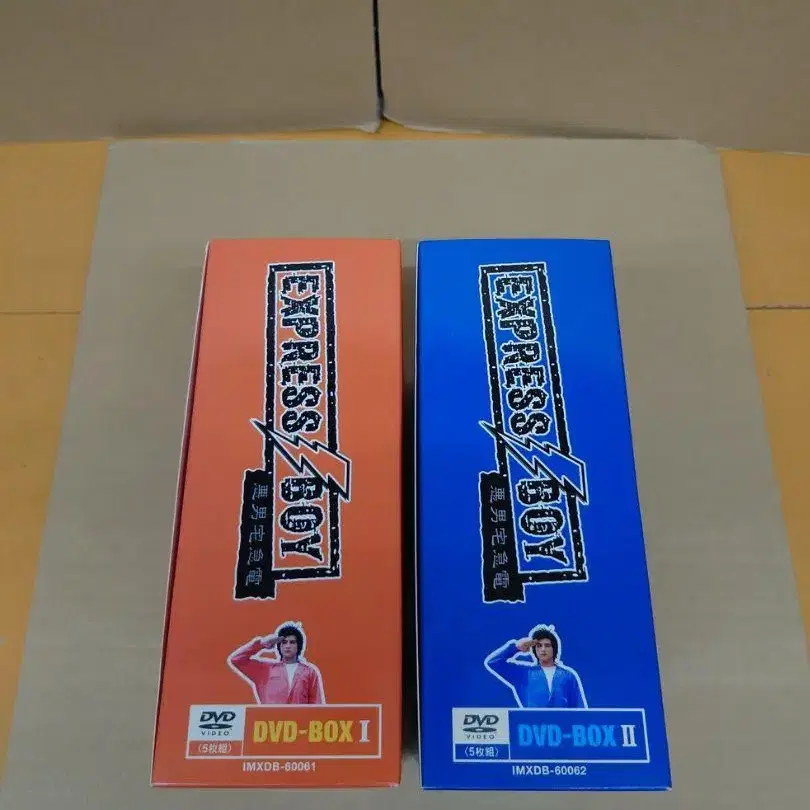 EXPRESS BOY
惡男宅急電
DVD
VIDEO
〈5枚組〉
DVD-BOX I
IMXDB-60061
EXPRESS BOY
惡男宅急電
DVD
VIDEO
〈5枚組〉
DVD-BOX II
IMXDB-60062